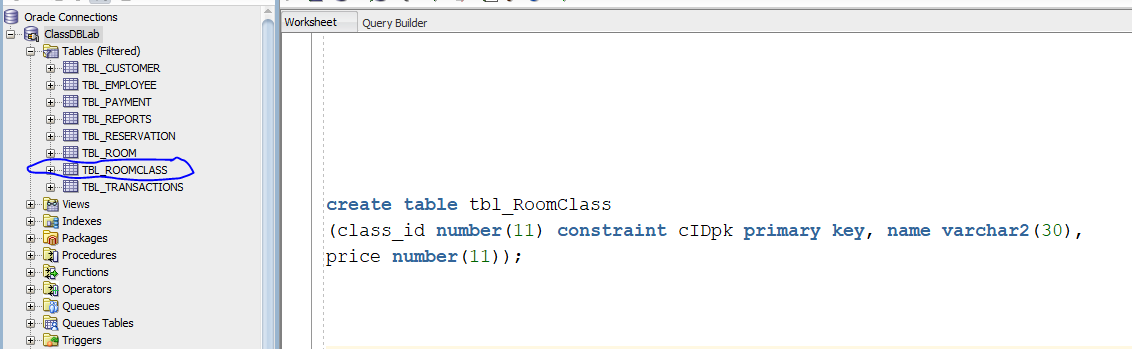 Oracle Connections
ClassDBLab
Tables (Filtered)
TBL_CUSTOMER
TBL_EMPLOYEE
TBL_PAYMENT
TBL_REPORTS
TBL_RESERVATION
TBL_ROOM
TBL_ROOMCLASS
TBL_TRANSACTIONS
Views
Indexes
Packages
Procedures
Functions
Operators
Queues
Queues Tables
Triggers
Worksheet Query Builder
create table tbl_RoomClass
(class_id number(11) constraint cIDpk primary key, name varchar2(30),
price number(11));